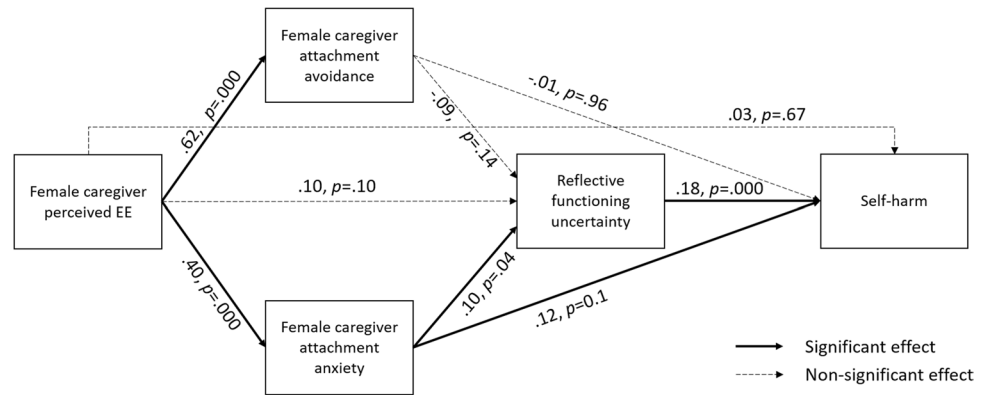 Female caregiver
attachment
avoidance
-.01, p=.96
.62, p=.000
-.09, p=.14
.03, p=.67
Female caregiver
perceived EE
.10, p=.10
Reflective
functioning
uncertainty
.18, p=.000
Self-harm
.40, p=.000
.10, p=.04
.12, p=0.1
Female caregiver
attachment
anxiety
Significant effect
Non-significant effect